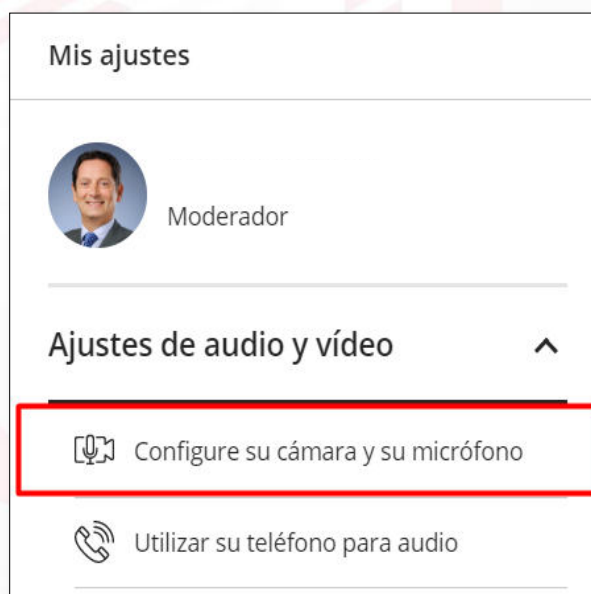 Mis ajustes
Moderador
Ajustes de audio y vídeo
Configure su cámara y su micrófono
Utilizar su teléfono para audio